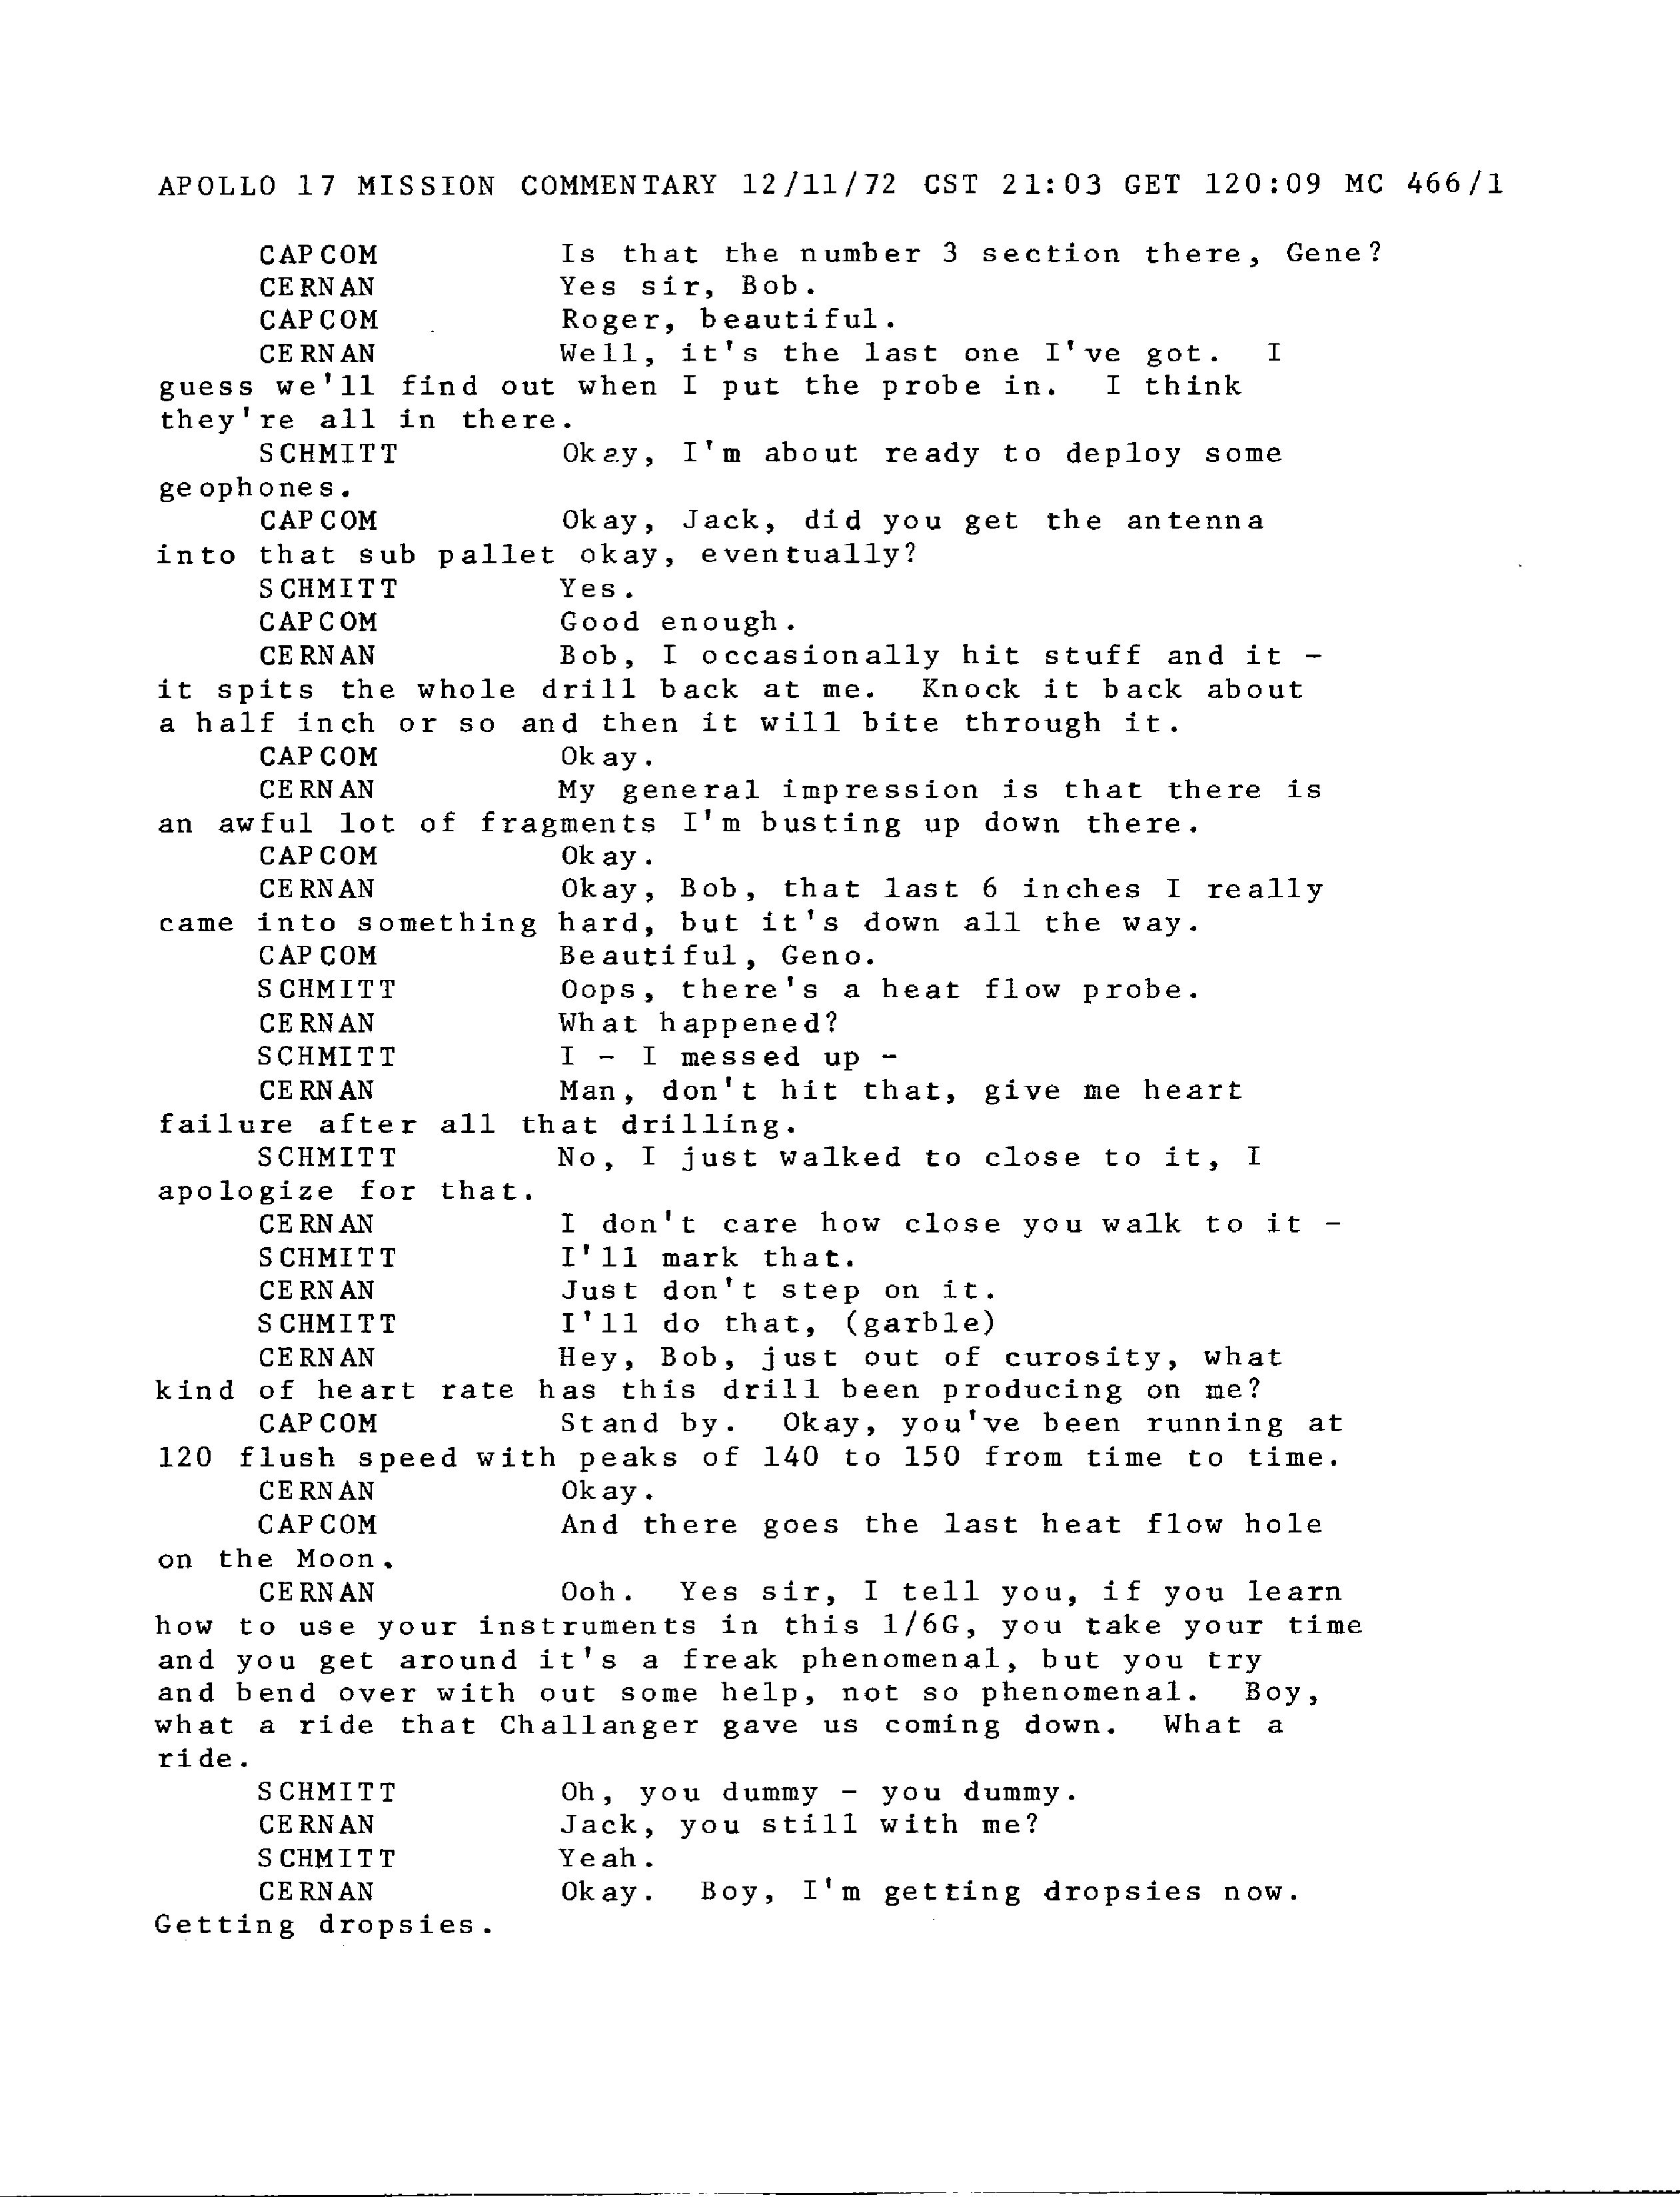 APOLLO 17 MISSION COMMENTARY 12/11/72 CST 21:03 GET 120:09 MC 466/1
CAPCOM Is that the number 3 section there, Gene?
CERNAN Yes sir, Bob.
CAPCOM Roger, beautiful.
CERNAN Well, it's the last one I've got. I
guess we'll find out when I put the probe in. I think
they're all in there.
SCHMITT Okay, I'm about ready to deploy some
geophones.
CAPCOM Okay, Jack, did you get the antenna
into that sub pallet okay, eventually?
SCHMITT Yes.
CAPCOM Good enough.
CERNAN Bob, I occasionally hit stuff and it -
it spits the whole drill back at me. Knock it back about
a half inch or so and then it will bite through it.
CAPCOM Okay.
CERNAN My general impression is that there is
an awful lot of fragments I'm busting up down there.
CAPCOM Okay.
CERNAN Okay, Bob, that last 6 inches I really
came into something hard, but it's down all the way.
CAPCOM Beautiful, Geno.
SCHMITT Oops, there's a heat flow probe.
CERNAN What happened?
SCHMITT I - I messed up -
CERNAN Man, don't hit that, give me heart
failure after all that drilling.
SCHMITT No, I just walked to close to it, I
apologize for that.
CERNAN I don't care how close you walk to it -
SCHMITT I'll mark that.
CERNAN Just don't step on it.
SCHMITT I'll do that, (garble)
CERNAN Hey, Bob, just out of curosity, what
kind of heart rate has this drill been producing on me?
CAPCOM Stand by. Okay, you've been running at
120 flush speed with peaks of 140 to 150 from time to time.
CERNAN Okay.
CAPCOM And there goes the last heat flow hole
on the Moon.
CERNAN Ooh. Yes sir, I tell you, if you learn
how to use your instruments in this 1/6G, you take your time
and you get around it's a freak phenomenal, but you try
and bend over with out some help, not so phenomenal. Boy,
what a ride that Challanger gave us coming down. What a
ride.
SCHMITT Oh, you dummy - you dummy.
CERNAN Jack, you still with me?
SCHMITT Yeah.
CERNAN Okay. Boy, I'm getting dropsies now.
Getting dropsies.